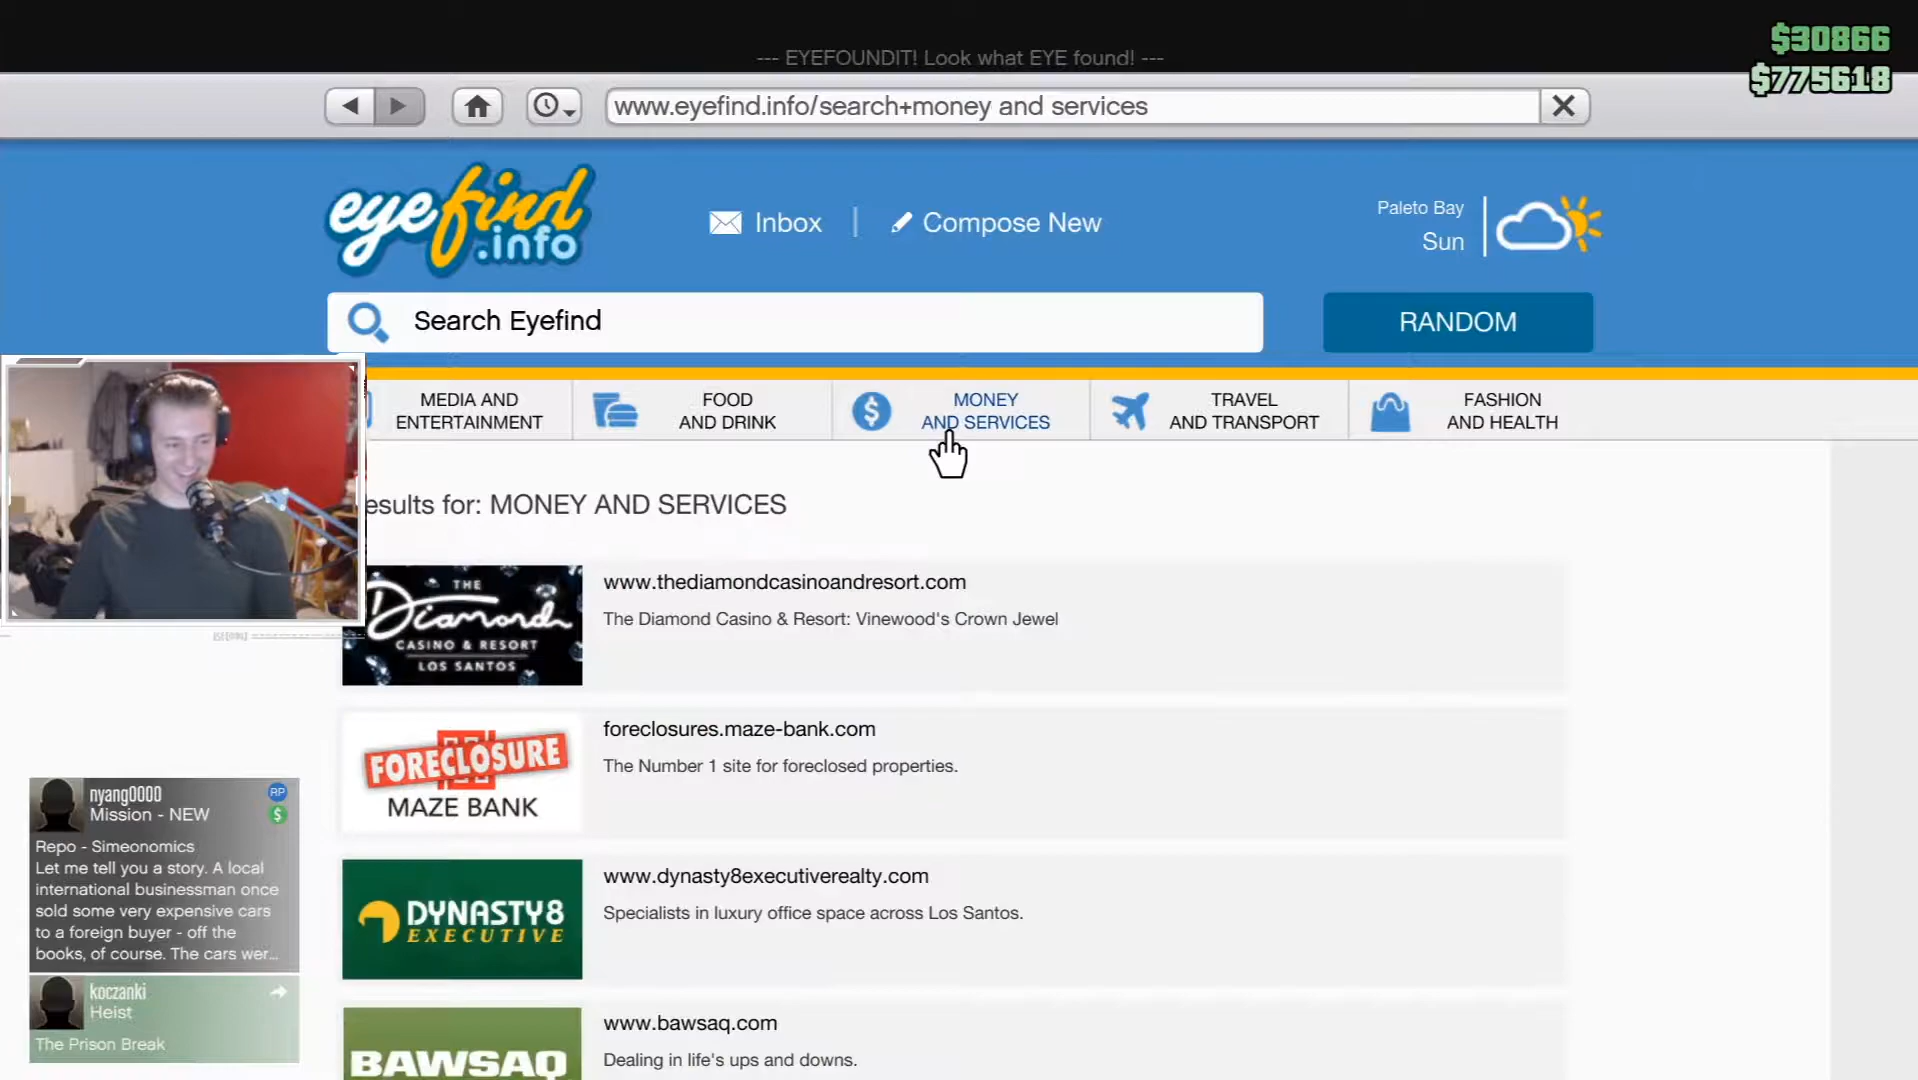 $30866
--- EYEFOUNDIT! Look what EYE found! ---
$775618
www.eyefind.info/search+money and services
eyefind
.info
Inbox
Compose New
Paleto Bay
Sun
Search Eyefind
RANDOM
MEDIA AND
ENTERTAINMENT
FOOD
AND DRINK
MONEY
AND SERVICES
TRAVEL
AND TRANSPORT
FASHION
AND HEALTH
esults for: MONEY AND SERVICES
THE
Diamond
CASINO & RESORT
LOS SANTOS
www.thediamondcasinoandresort.com
The Diamond Casino & Resort: Vinewood's Crown Jewel
FORECLOSURE
MAZE BANK
foreclosures.maze-bank.com
The Number 1 site for foreclosed properties.
DYNASTY8
EXECUTIVE
www.dynasty8executiverealty.com
Specialists in luxury office space across Los Santos.
BAWSAQ
www.bawsaq.com
Dealing in life's ups and downs.
nyang0000
RP
Mission - NEW
$
Repo - Simeonomics
Let me tell you a story. A local
international businessman once
sold some very expensive cars
to a foreign buyer - off the
books, of course. The cars wer...
koczanki
Heist
The Prison Break